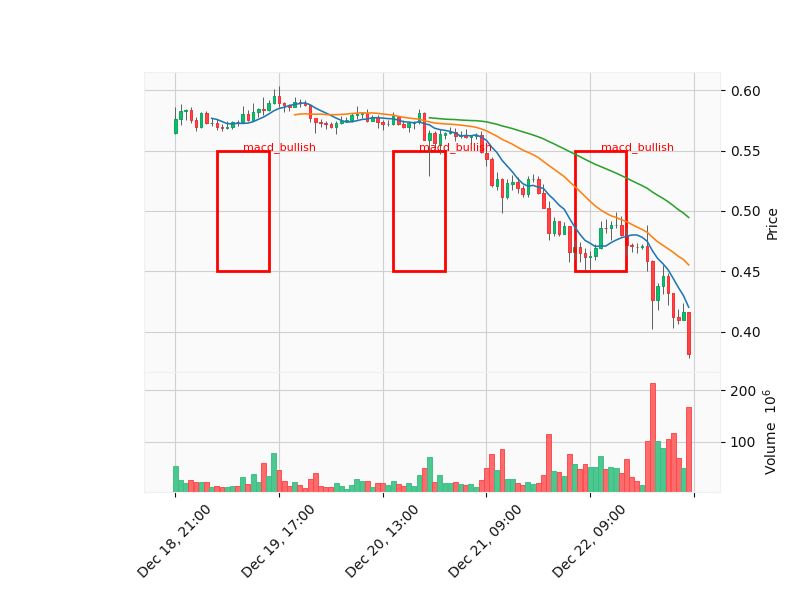 0.60
macd_bullish macd_bullish macd_bullish
0.55
0.50
Price
0.45
0.40
200
100
Volume 10^6
Dec 18, 21:00
Dec 19, 17:00
Dec 20, 13:00
Dec 21, 09:00
Dec 22, 09:00